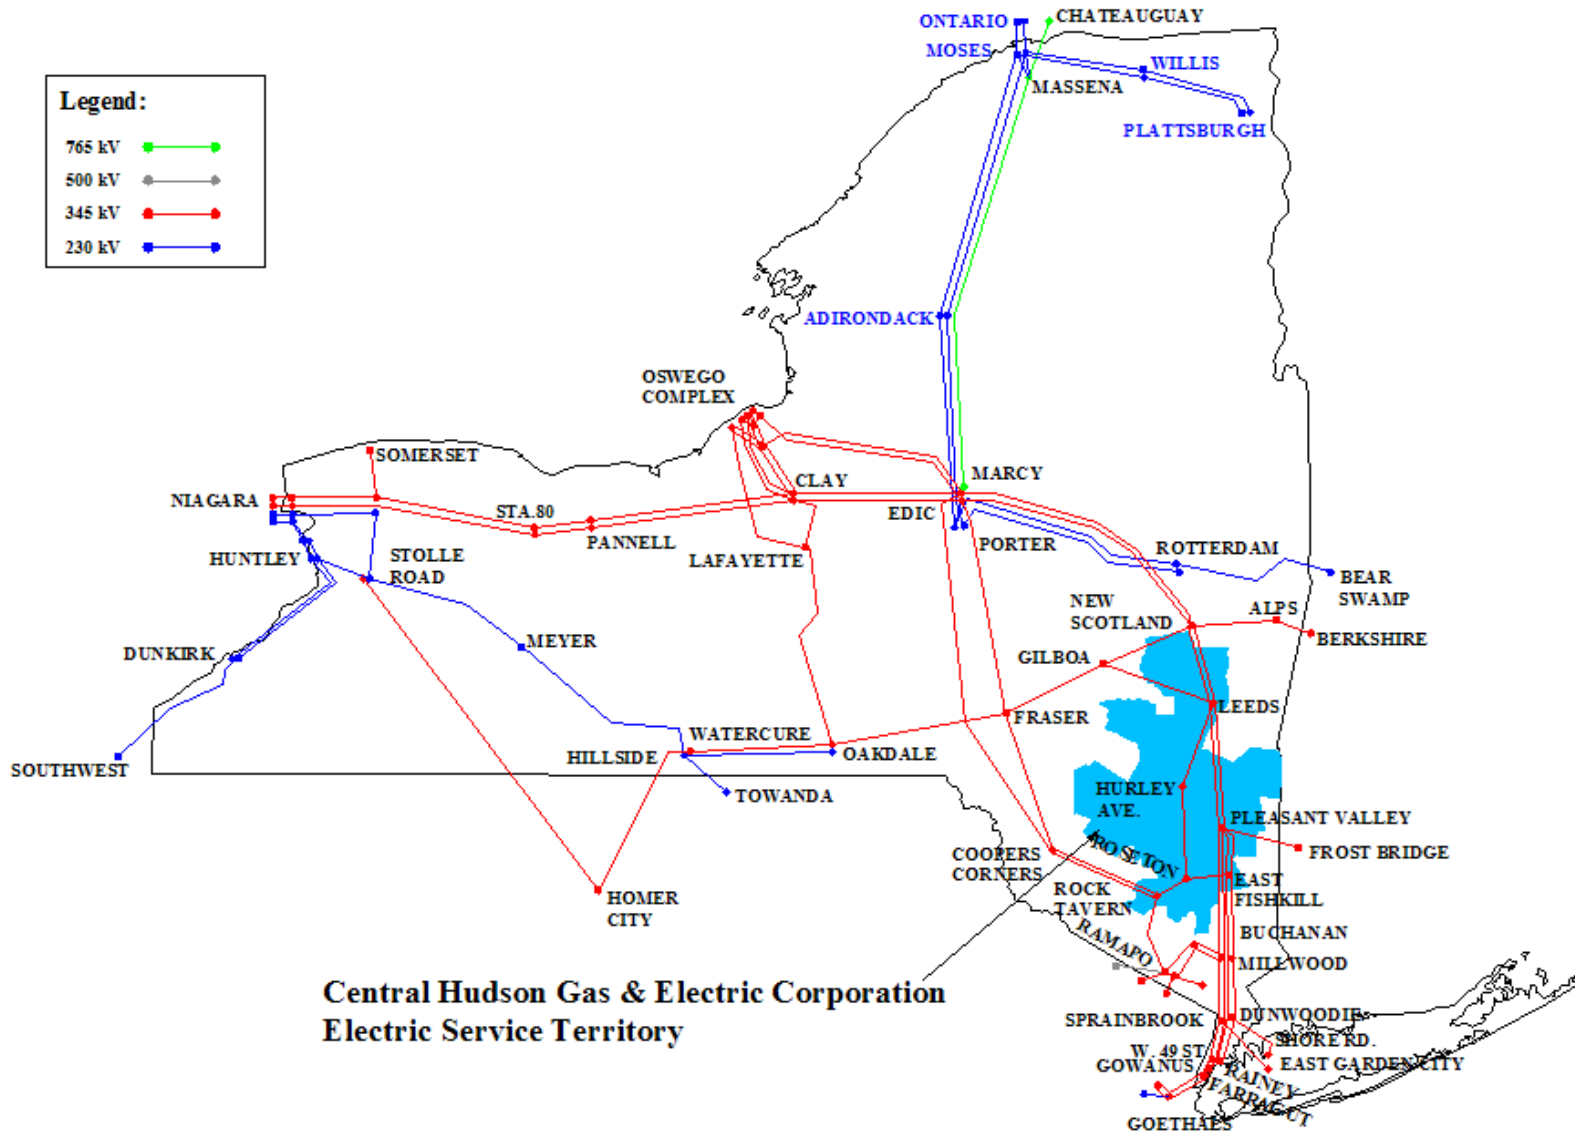 ONTARIO
CHATEAUGUAY
MOSES
WILLIS
MASSENA
PLATTSBURGH
Legend:
765 kV
500 kV
345 kV
230 kV
ADIRONDACK
OSWEGO
COMPLEX
SOMERSET
NIAGARA
STA.80
CLAY
MARCY
EDIC
PANNELL
LAFAYETTE
PORTER
ROTTERDAM
HUNTLEY
STOLLE
ROAD
BEAR
SWAMP
NEW
SCOTLAND
ALPS
BERKSHIRE
MEYER
DUNKIRK
GILBOA
LEEDS
FRASER
WATERCURE
HILLSIDE
OAKDALE
SOUTHWEST
TOWANDA
HURLEY
AVE.
PLEASANT VALLEY
ROSETON
FROST BRIDGE
COOPERS
CORNERS
ROCK
TAVERN
EAST
FISHKILL
HOMER
CITY
RAMAPO
BUCHANAN
MILLWOOD
Central Hudson Gas & Electric Corporation
Electric Service Territory
SPRAINBROOK
DUNWOODIE
SHORE RD.
W. 49 ST.
GOWANUS
EAST GARDEN CITY
RAINEY
FARRAGUT
GOETHAES